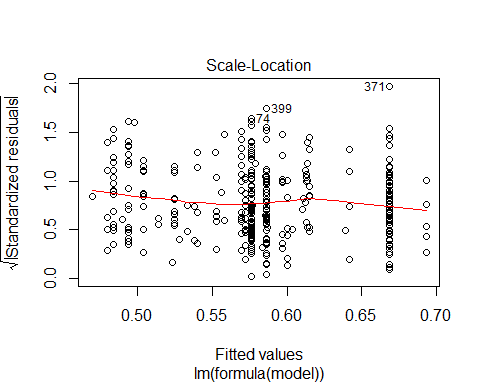 Scale-Location
√|Standardized residuals|
2.0
1.5
1.0
0.5
0.0
371
399
74
0.50 0.55 0.60 0.65 0.70
Fitted values
lm(formula(model))